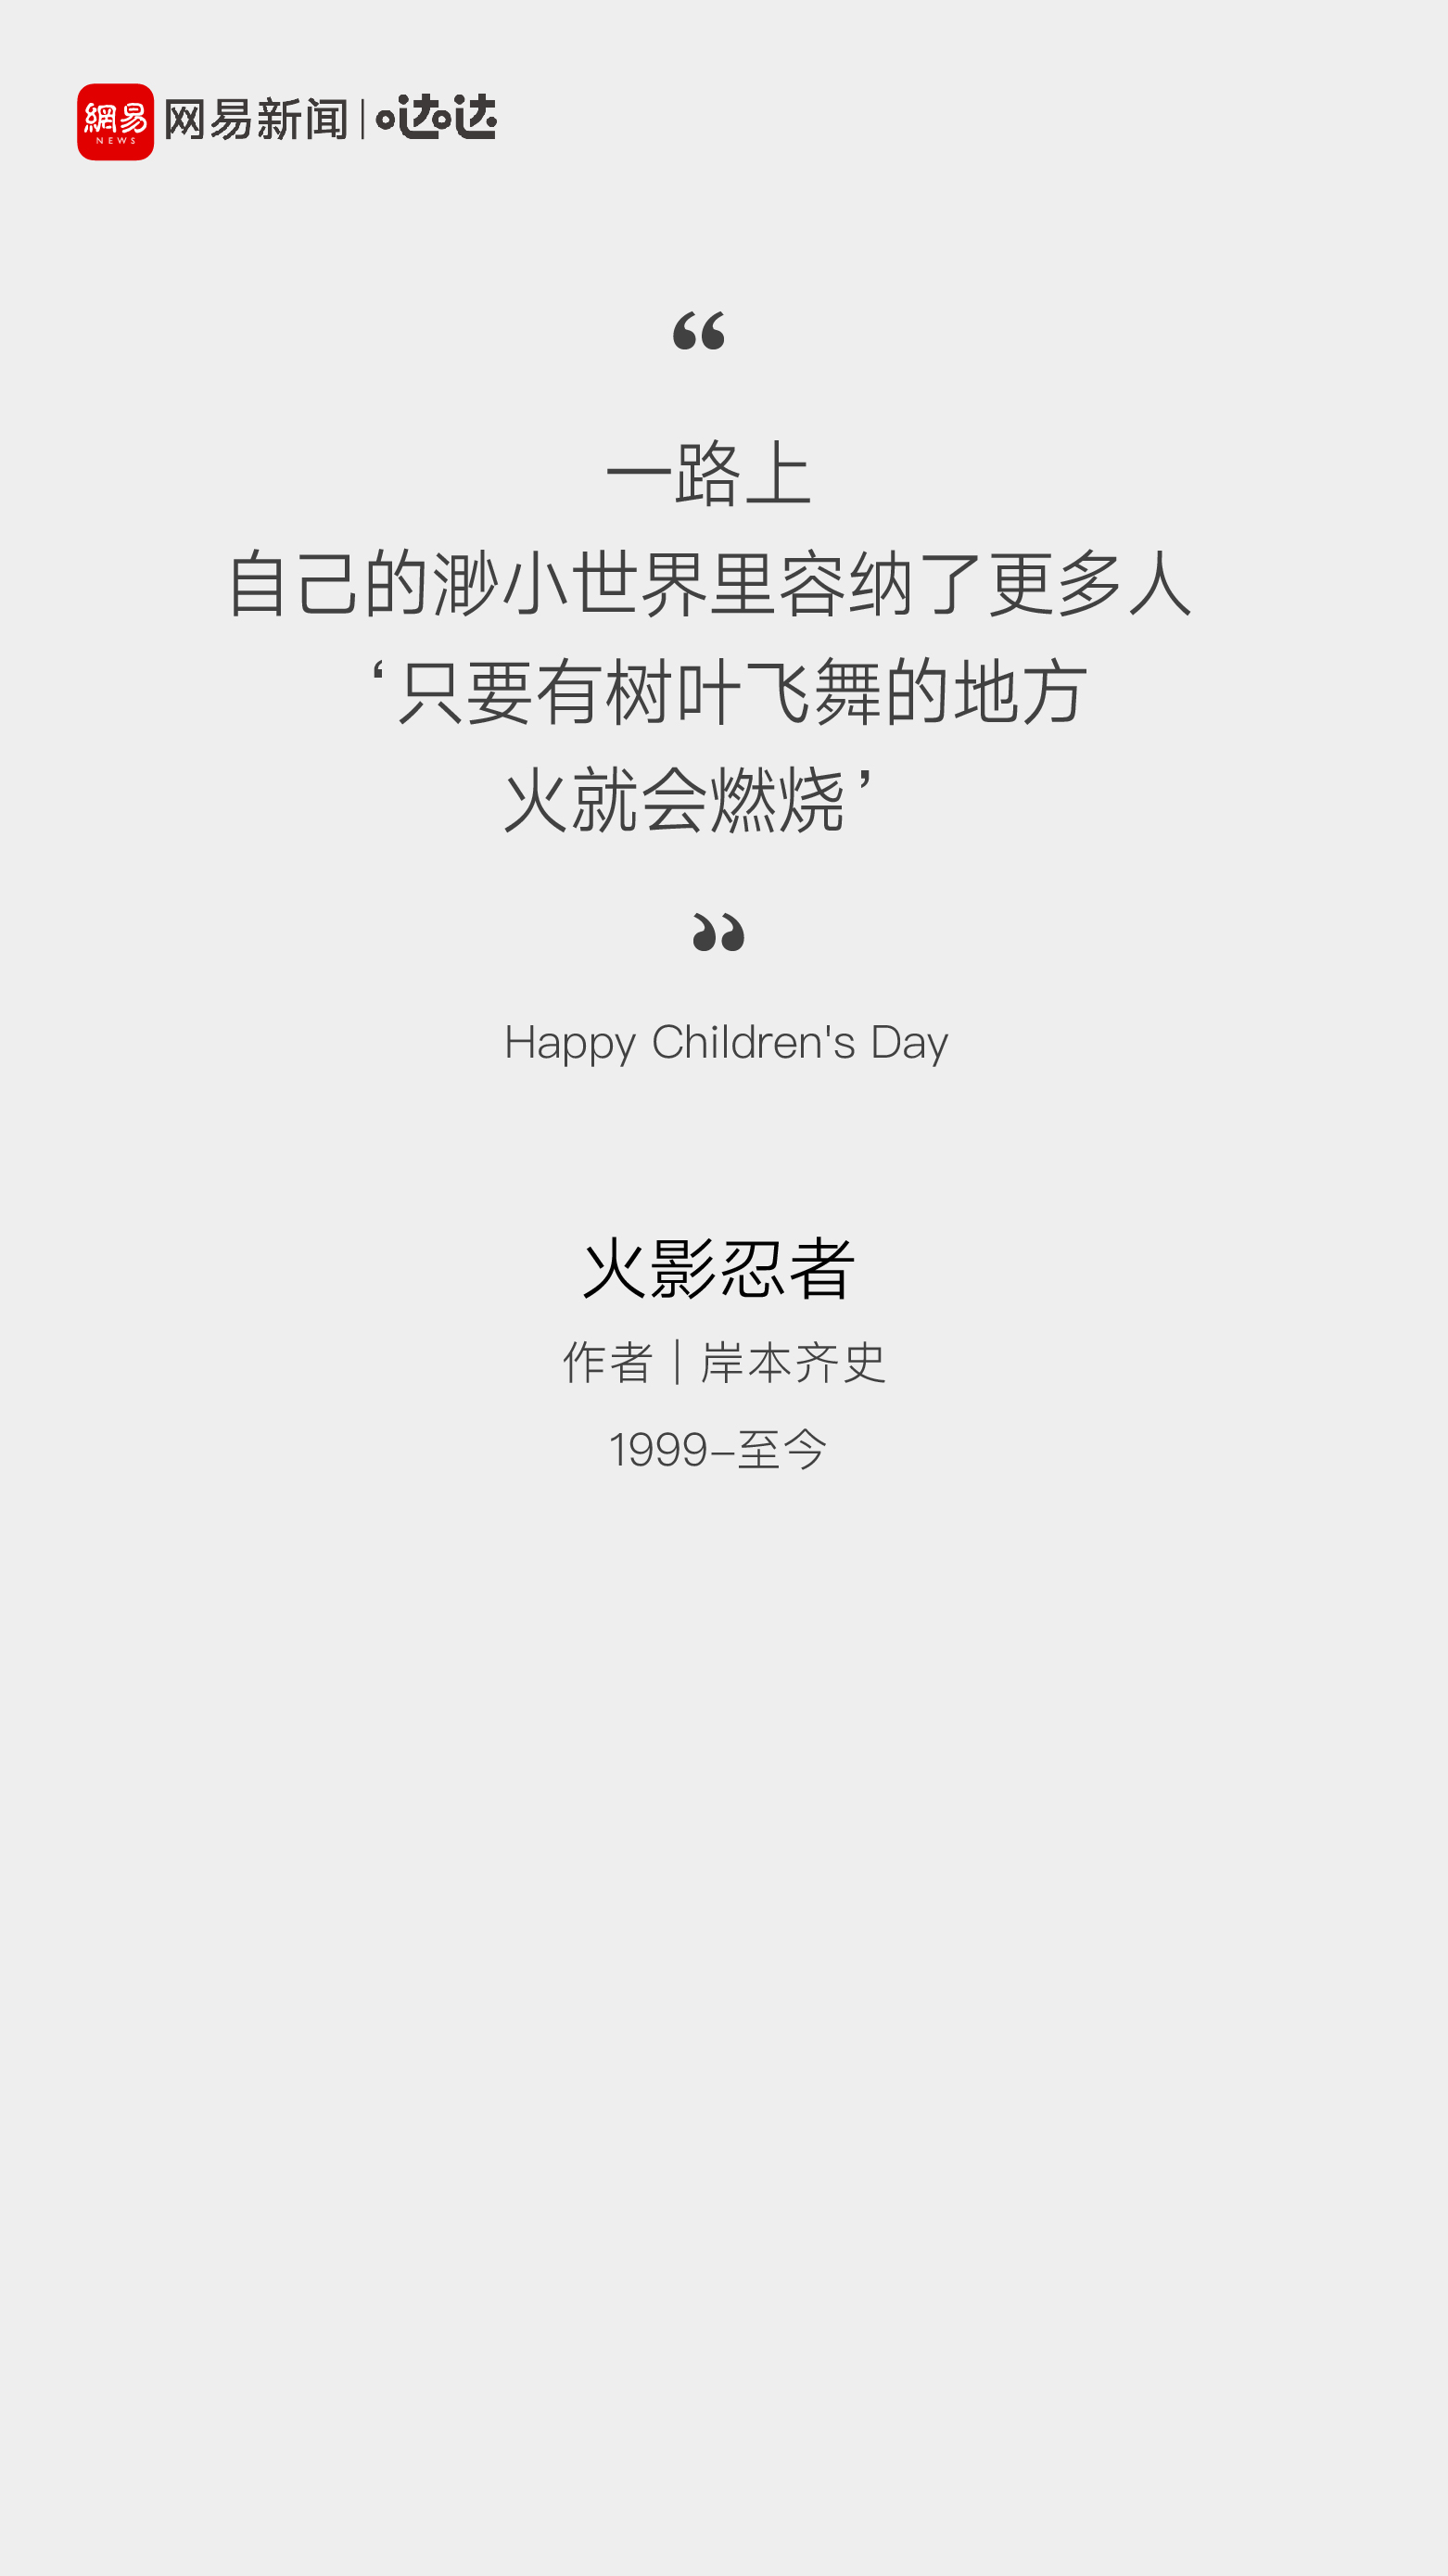 網易
NEWS
网易新闻|哒哒
“
一路上
自己的渺小世界里容纳了更多人
‘只要有树叶飞舞的地方
火就会燃烧’
”
Happy Children's Day
火影忍者
作者｜岸本齐史
1999-至今